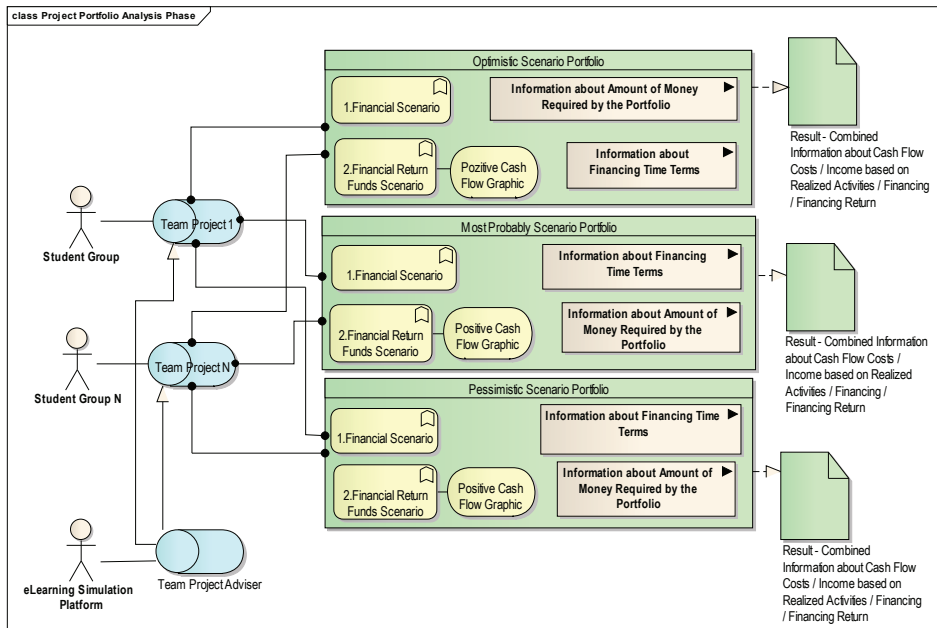 class Project Portfolio Analysis Phase
Optimistic Scenario Portfolio
1.Financial Scenario
Information about Amount of Money
Required by the Portfolio
2.Financial Return
Funds Scenario
Pozitive Cash
Flow Graphic
Information about
Financing Time Terms
Result - Combined
Information about Cash Flow
Costs / Income based on
Realized Activities / Financing
/ Financing Return
Student Group
Team Project 1
Most Probably Scenario Portfolio
1.Financial Scenario
Information about Financing
Time Terms
2.Financial Return
Funds Scenario
Positive Cash
Flow Graphic
Information about Amount of
Money Required by the
Portfolio
Result - Combined Information
about Cash Flow Costs /
Income based on Realized
Activities / Financing /
Financing Return
Student Group N
Team Project N
Pessimistic Scenario Portfolio
1.Financial Scenario
Information about Financing Time
Terms
2.Financial Return
Funds Scenario
Positive Cash
Flow Graphic
Information about Amount of
Money Required by the
Portfolio
Result - Combined
Information about Cash Flow
Costs / Income based on
Realized Activities / Financing
/ Financing Return
eLearning Simulation
Platform
Team Project Adviser